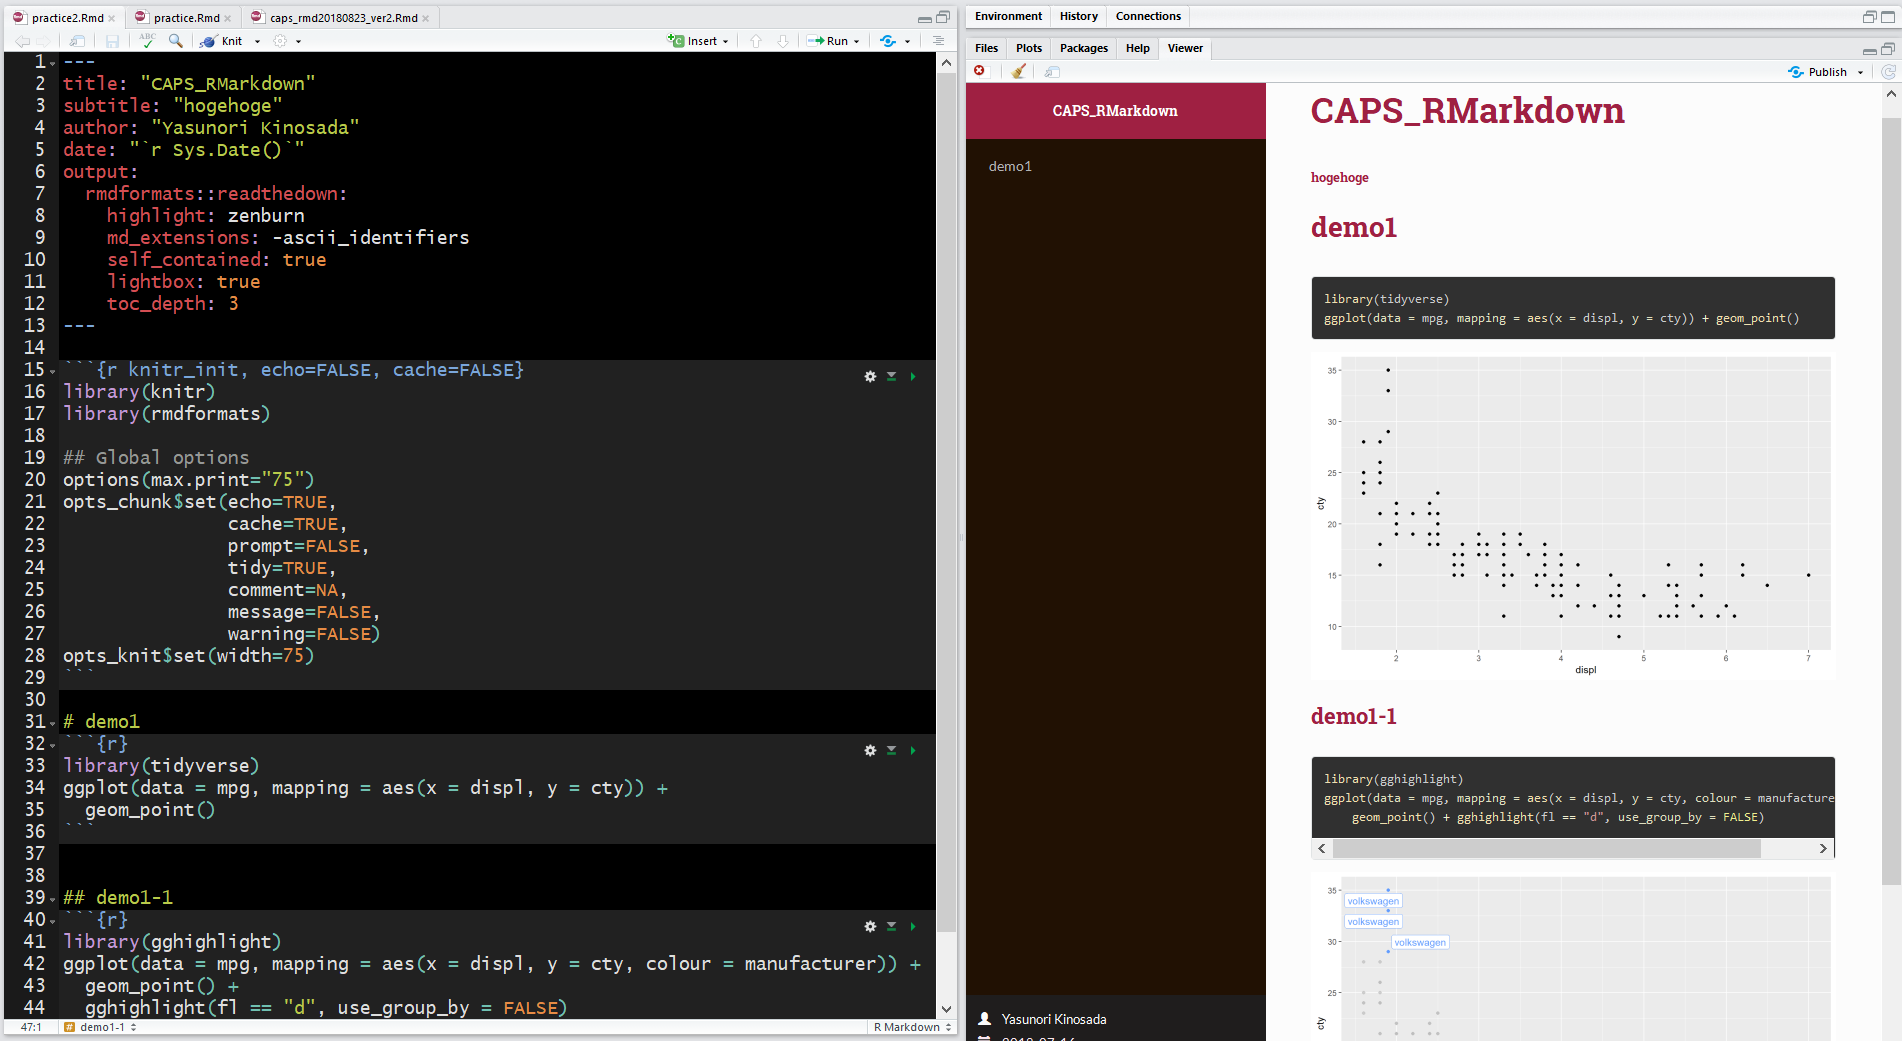 practice2.Rmd
practice.Rmd
caps_rmd20180823_ver2.Rmd
ABC
Knit
Insert
Run
1 ---
2 title: "CAPS_RMarkdown"
3 subtitle: "hogehoge"
4 author: "Yasunori Kinosada"
5 date: "`r Sys.Date()`"
6 output:
7   rmdformats::readthedown:
8     highlight: zenburn
9     md_extensions: -ascii_identifiers
10     self_contained: true
11     lightbox: true
12     toc_depth: 3
13 ---
14
15 ```{r knitr_init, echo=FALSE, cache=FALSE}
16 library(knitr)
17 library(rmdformats)
18
19 ## Global options
20 options(max.print="75")
21 opts_chunk$set(echo=TRUE,
22                cache=TRUE,
23                prompt=FALSE,
24                tidy=TRUE,
25                comment=NA,
26                message=FALSE,
27                warning=FALSE)
28 opts_knit$set(width=75)
29 ```
30
31 # demo1
32 ```{r}
33 library(tidyverse)
34 ggplot(data = mpg, mapping = aes(x = displ, y = cty)) +
35   geom_point()
36 ```
37
38
39 ## demo1-1
40 ```{r}
41 library(gghighlight)
42 ggplot(data = mpg, mapping = aes(x = displ, y = cty, colour = manufacturer)) +
43   geom_point() +
44   gghighlight(fl == "d", use_group_by = FALSE)
47:1
# demo1-1
R Markdown
Environment History Connections
Files Plots Packages Help Viewer
Publish
CAPS_RMarkdown
demo1
Yasunori Kinosada
CAPS_RMarkdown
hogehoge
demo1
library(tidyverse)
ggplot(data = mpg, mapping = aes(x = displ, y = cty)) + geom_point()
35
30
25
20
15
10
cty
2 3 4 5 6 7
displ
demo1-1
library(gghighlight)
ggplot(data = mpg, mapping = aes(x = displ, y = cty, colour = manufacture
    geom_point() + gghighlight(fl == "d", use_group_by = FALSE)
35
volkswagen
volkswagen
30
volkswagen
25
cty